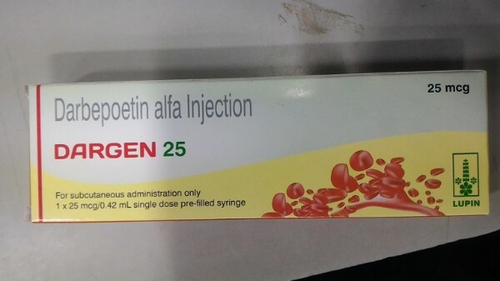 25 mcg
Darbepoetin alfa Injection
DARGEN 25
For subcutaneous administration only
1 x 25 mcg/0.42 mL single dose pre-filled syringe
LUPIN